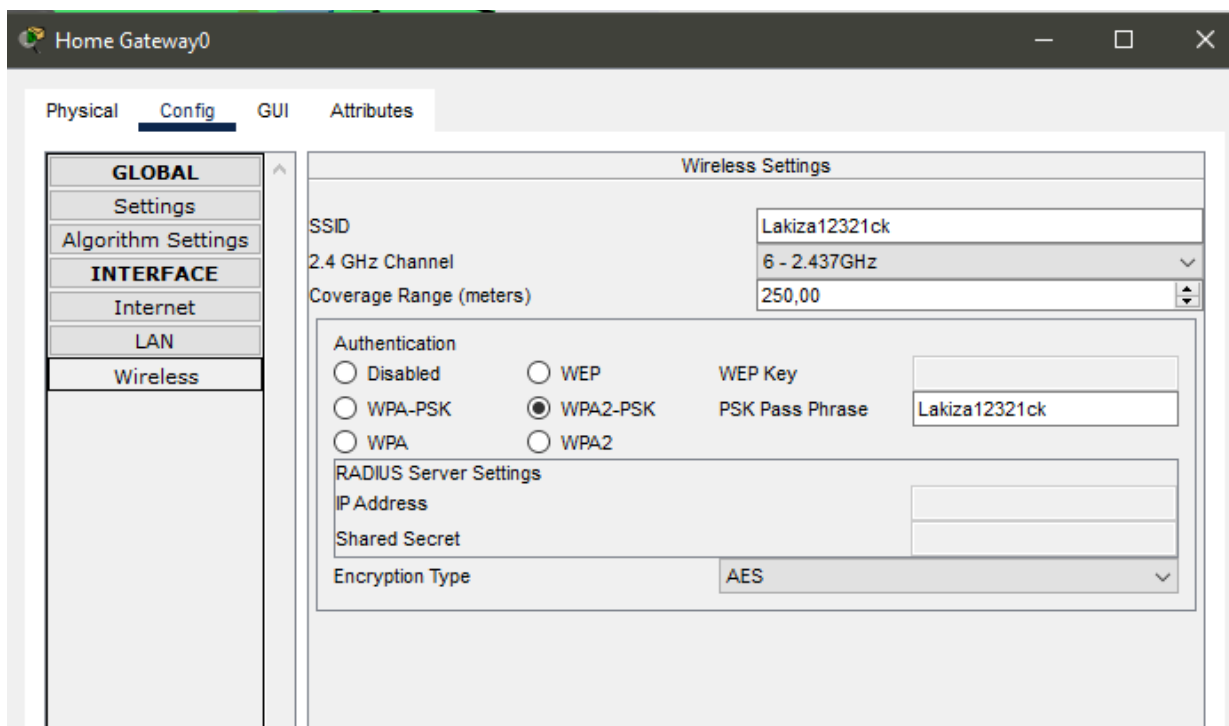 Home Gateway0
Physical Config GUI Attributes
GLOBAL
Settings
Algorithm Settings
INTERFACE
Internet
LAN
Wireless
Wireless Settings
SSID Lakiza12321ck
2.4 GHz Channel 6 - 2.437GHz
Coverage Range (meters) 250,00
Authentication
Disabled WEP WEP Key
WPA-PSK WPA2-PSK PSK Pass Phrase Lakiza12321ck
WPA WPA2
RADIUS Server Settings
IP Address
Shared Secret
Encryption Type AES